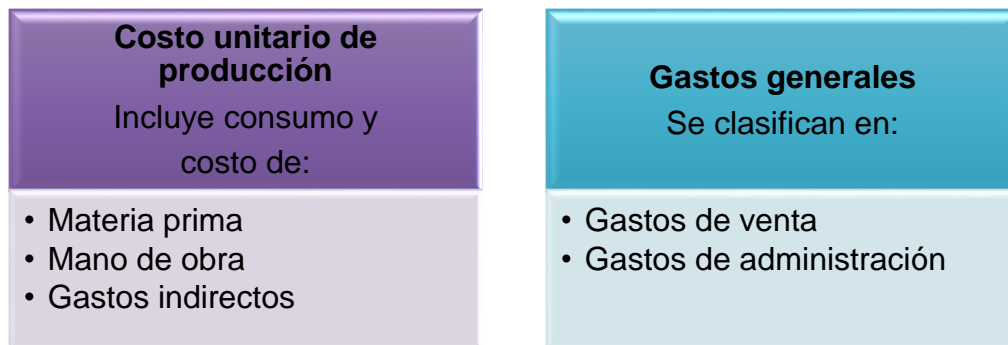 Costo unitario de
producción
Incluye consumo y
costo de:
• Materia prima
• Mano de obra
• Gastos indirectos
Gastos generales
Se clasifican en:
• Gastos de venta
• Gastos de administración